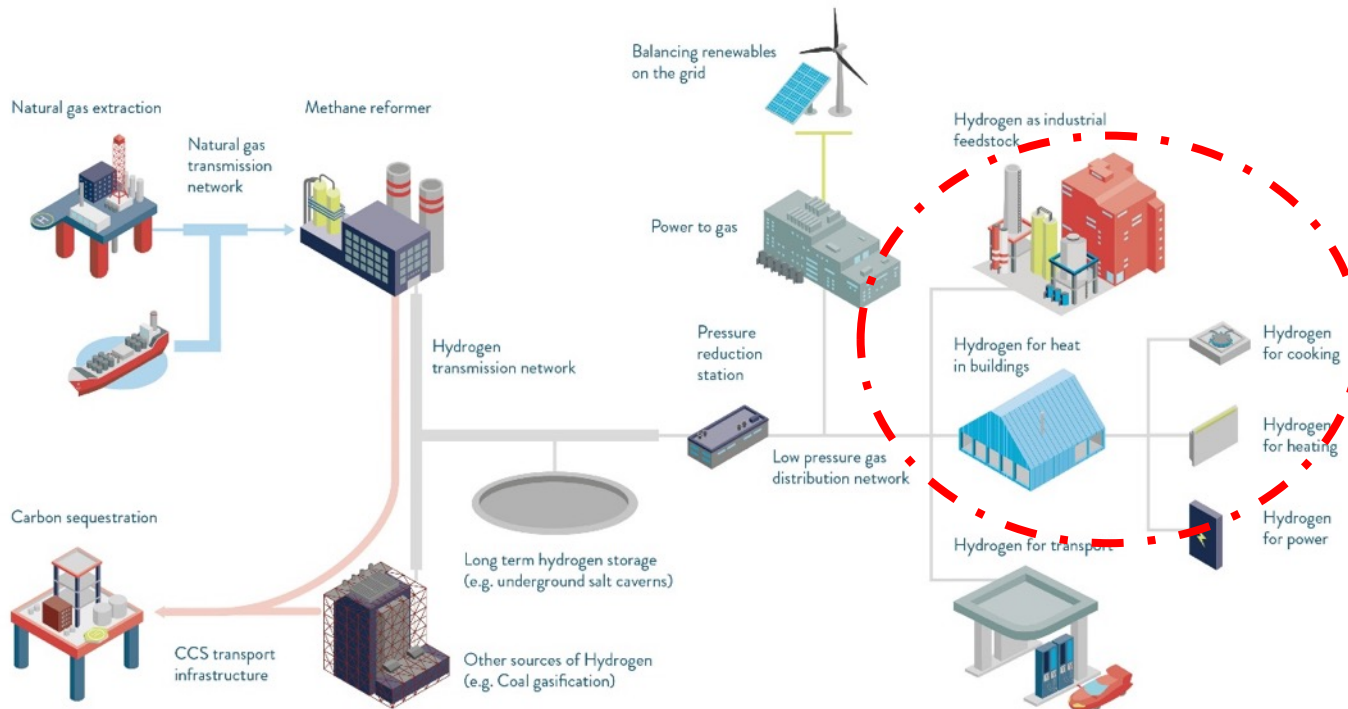 Balancing renewables
on the grid
Natural gas extraction
Methane reformer
Hydrogen as industrial
feedstock
Natural gas
transmission
network
Power to gas
Hydrogen
transmission network
Pressure
reduction
station
Hydrogen for heat
in buildings
Hydrogen
for cooking
Hydrogen
for heating
Low pressure gas
distribution network
Carbon sequestration
Hydrogen
for power
Hydrogen for transport
Long term hydrogen storage
(e.g. underground salt caverns)
CCS transport
infrastructure
Other sources of Hydrogen
(e.g. Coal gasification)
H